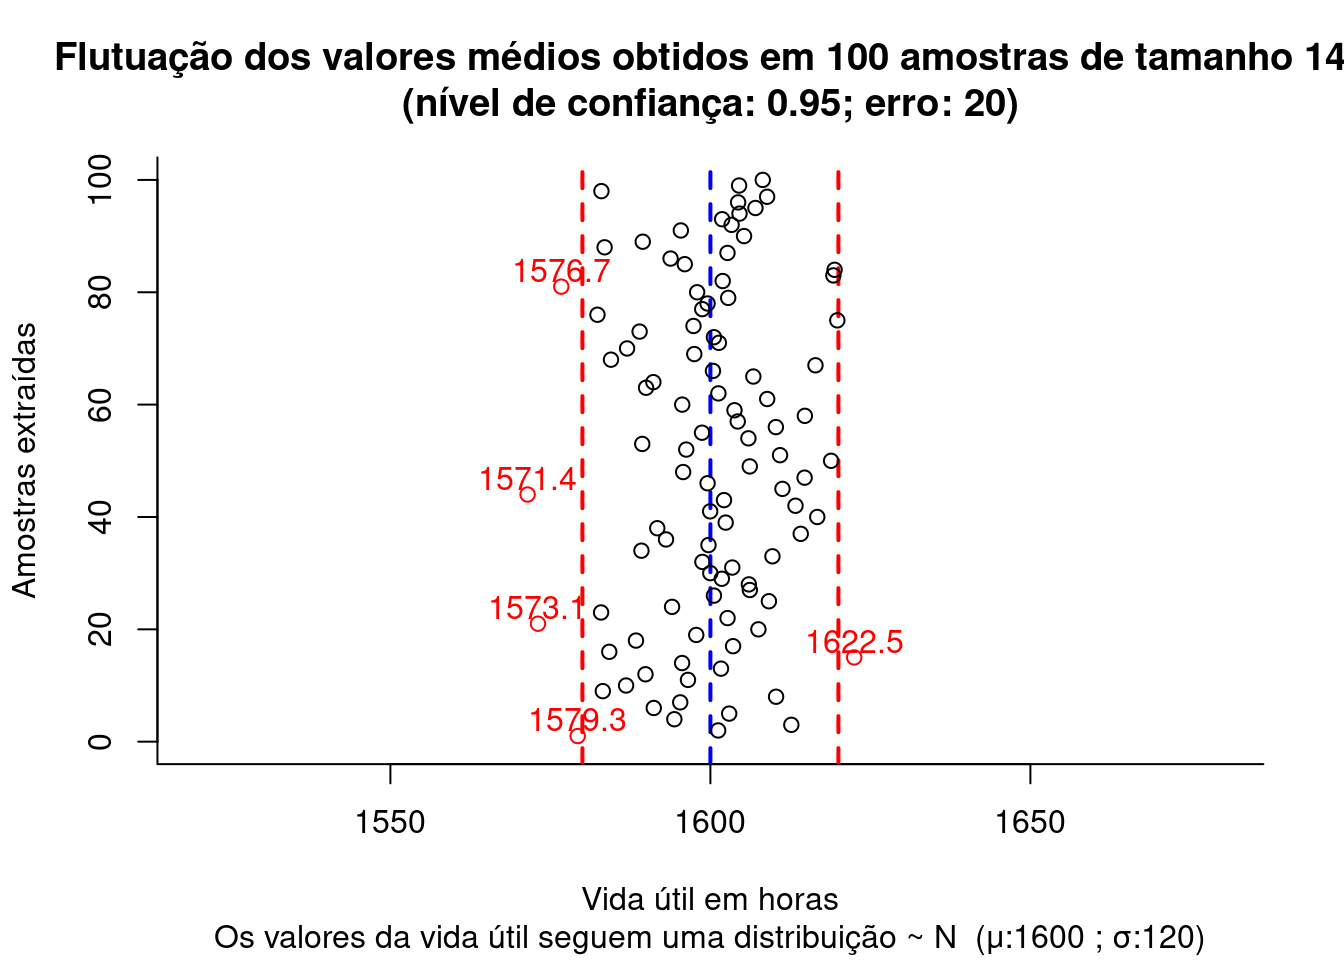 Flutuação dos valores médios obtidos em 100 amostras de tamanho 14
(nível de confiança: 0.95; erro: 20)
Amostras extraídas
100
80
60
40
20
0
1576.7
1571.4
1573.1
1622.5
1579.3
1550
1600
1650
Vida útil em horas
Os valores da vida útil seguem uma distribuição ~ N (μ:1600 ; σ:120)